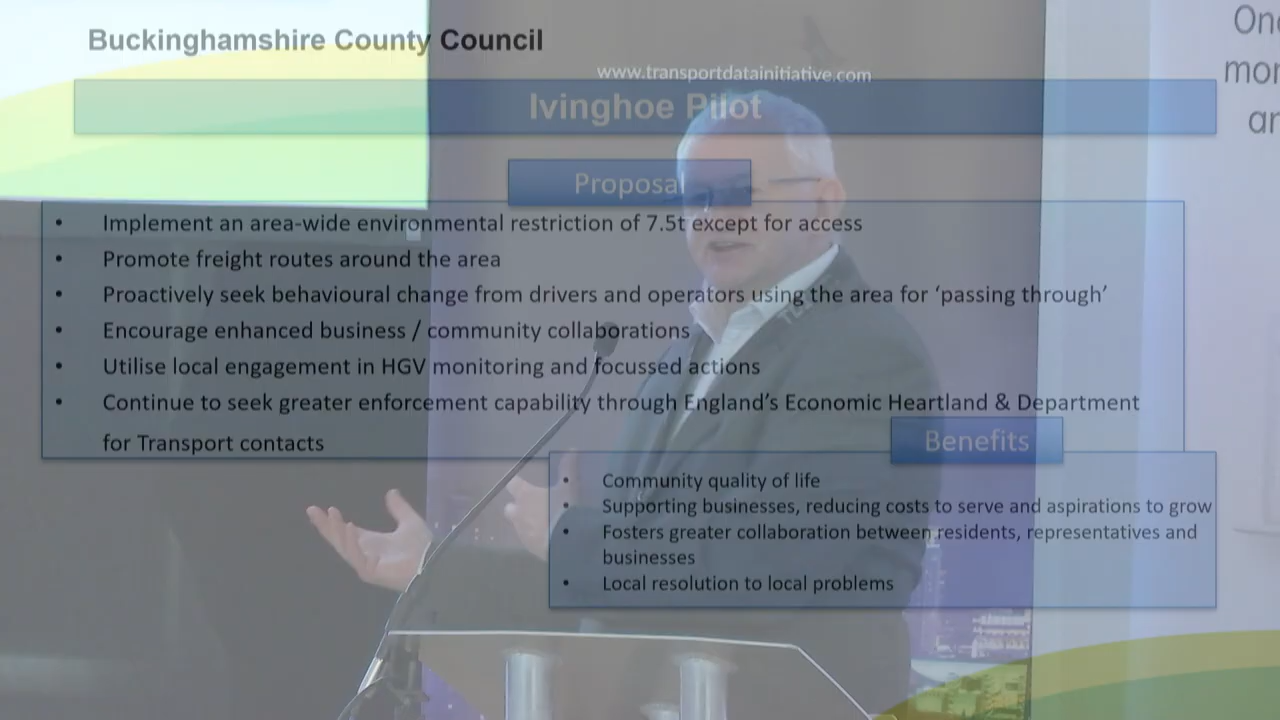 Buckinghamshire County Council
www.transportdatainitiative.com
Ivinghoe Pilot
Proposal
• Implement an area-wide environmental restriction of 7.5t except for access
• Promote freight routes around the area
• Proactively seek behavioural change from drivers and operators using the area for ‘passing through’
• Encourage enhanced business / community collaborations
• Utilise local engagement in HGV monitoring and focussed actions
• Continue to seek greater enforcement capability through England’s Economic Heartland & Department
for Transport contacts
Benefits
• Community quality of life
• Supporting businesses, reducing costs to serve and aspirations to grow
• Fosters greater collaboration between residents, representatives and
businesses
• Local resolution to local problems